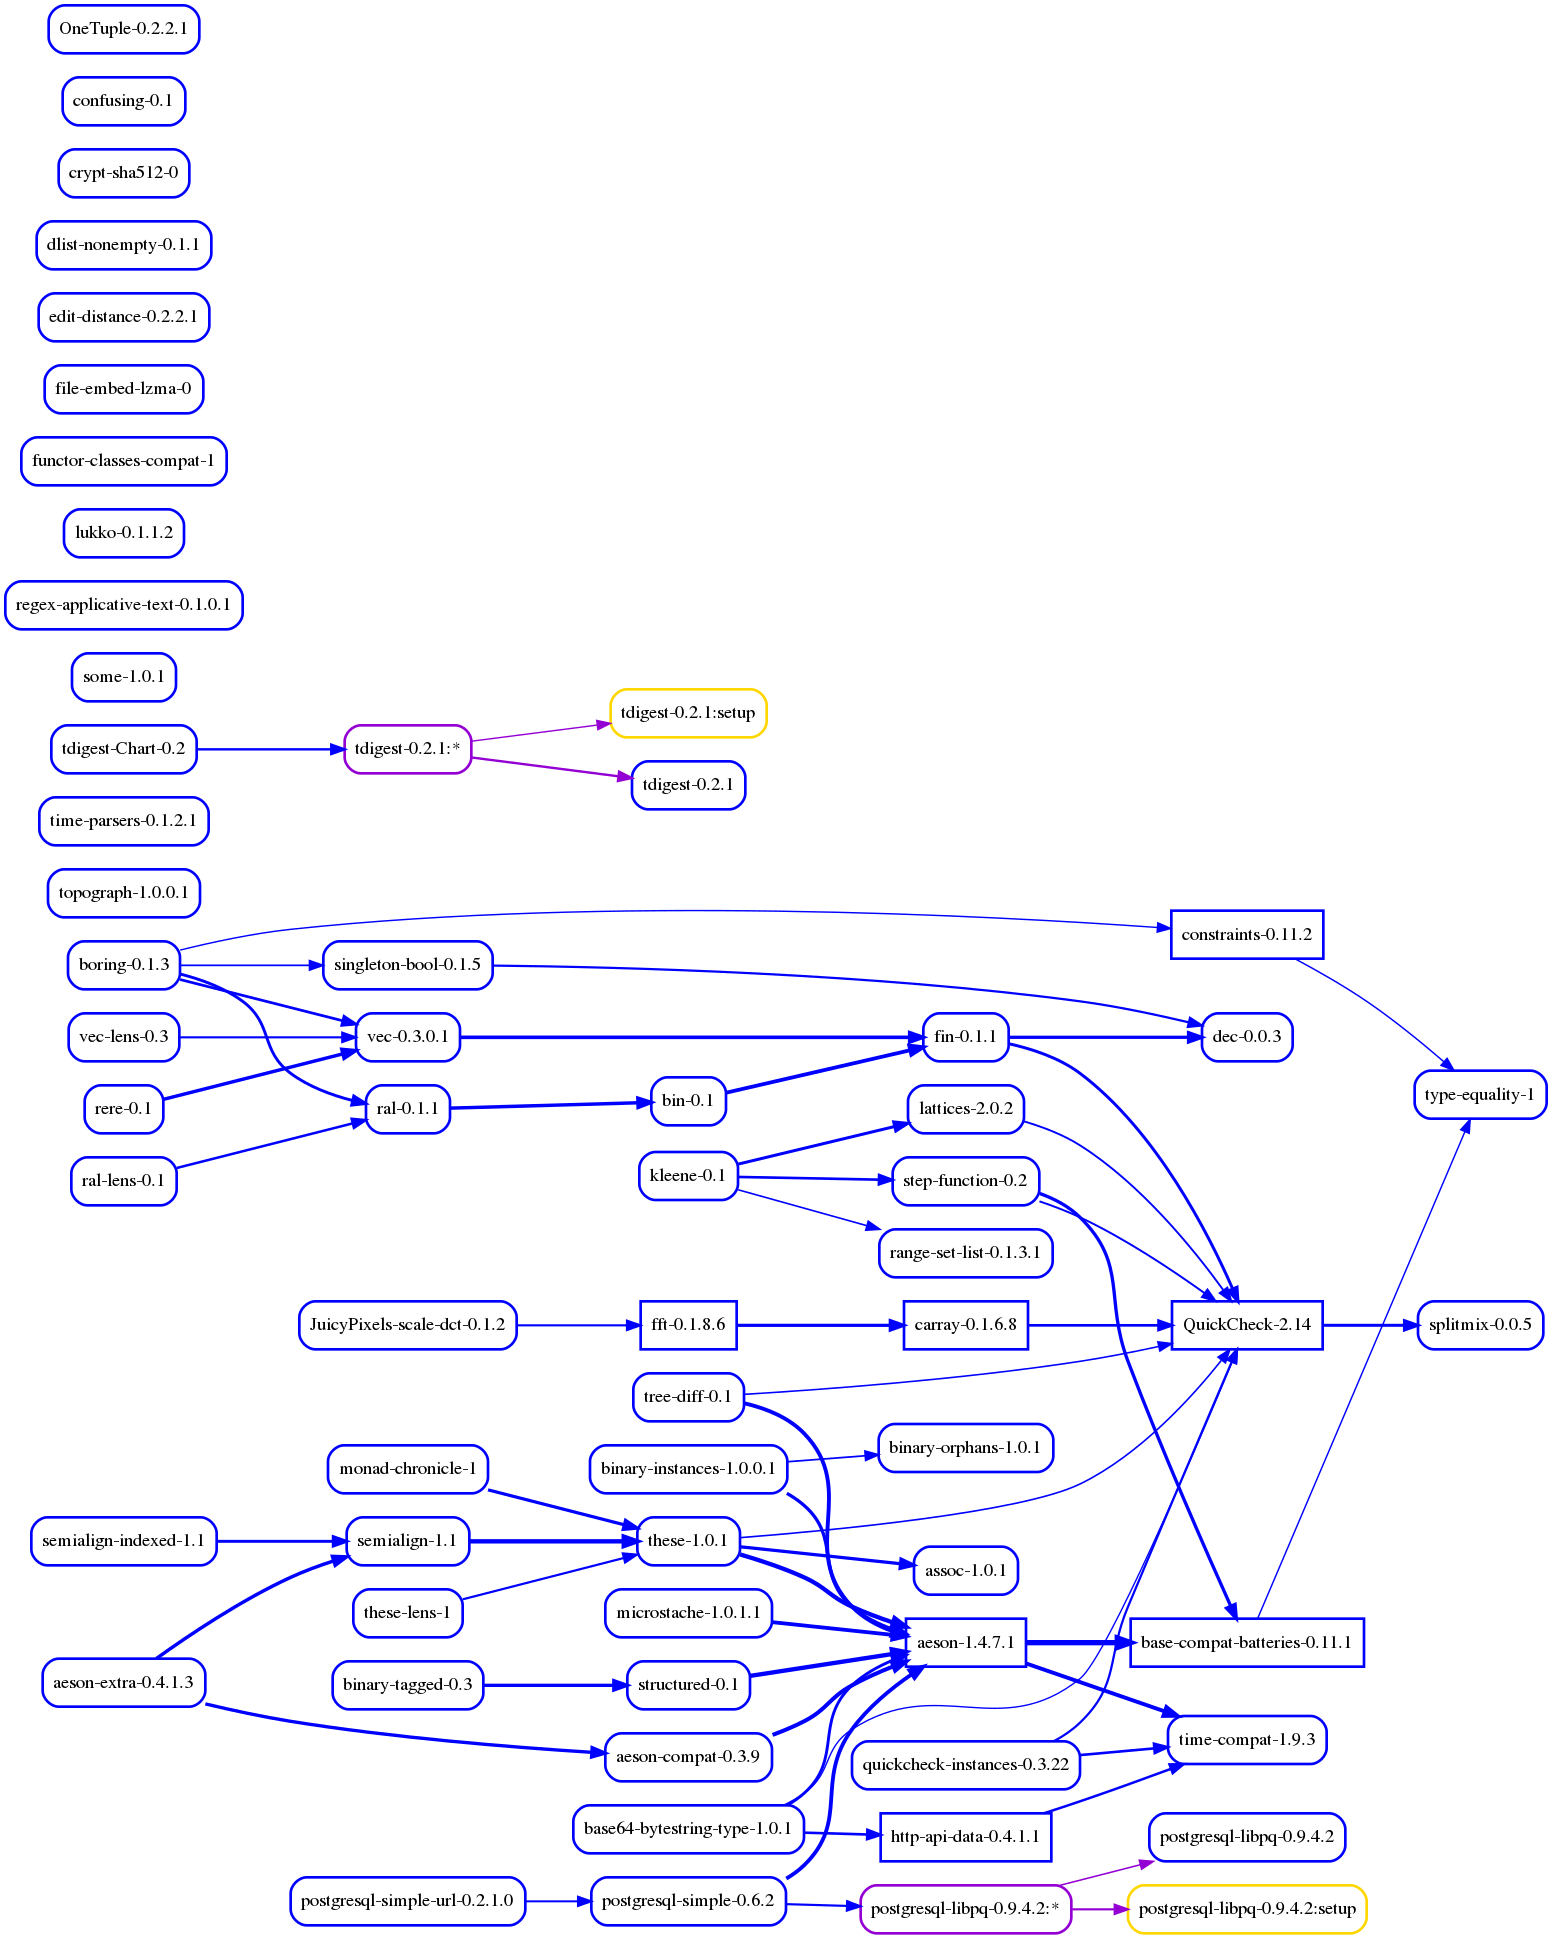 OneTuple-0.2.2.1
confusing-0.1
crypt-sha512-0
dlist-nonempty-0.1.1
edit-distance-0.2.2.1
file-embed-lzma-0
functor-classes-compat-1
lukko-0.1.1.2
regex-applicative-text-0.1.0.1
some-1.0.1
tdigest-0.2.1:setup
tdigest-Chart-0.2
tdigest-0.2.1:*
tdigest-0.2.1
time-parsers-0.1.2.1
topograph-1.0.0.1
constraints-0.11.2
boring-0.1.3
singleton-bool-0.1.5
vec-lens-0.3
vec-0.3.0.1
fin-0.1.1
dec-0.0.3
type-equality-1
rere-0.1
ral-0.1.1
bin-0.1
lattices-2.0.2
ral-lens-0.1
kleene-0.1
step-function-0.2
range-set-list-0.1.3.1
JuicyPixels-scale-dct-0.1.2
fft-0.1.8.6
carray-0.1.6.8
QuickCheck-2.14
splitmix-0.0.5
tree-diff-0.1
binary-orphans-1.0.1
monad-chronicle-1
binary-instances-1.0.0.1
semialign-indexed-1.1
semialign-1.1
these-1.0.1
assoc-1.0.1
these-lens-1
microstache-1.0.1.1
aeson-1.4.7.1
base-compat-batteries-0.11.1
aeson-extra-0.4.1.3
binary-tagged-0.3
structured-0.1
time-compat-1.9.3
aeson-compat-0.3.9
quickcheck-instances-0.3.22
base64-bytestring-type-1.0.1
http-api-data-0.4.1.1
postgresql-libpq-0.9.4.2
postgresql-simple-url-0.2.1.0
postgresql-simple-0.6.2
postgresql-libpq-0.9.4.2:*
postgresql-libpq-0.9.4.2:setup